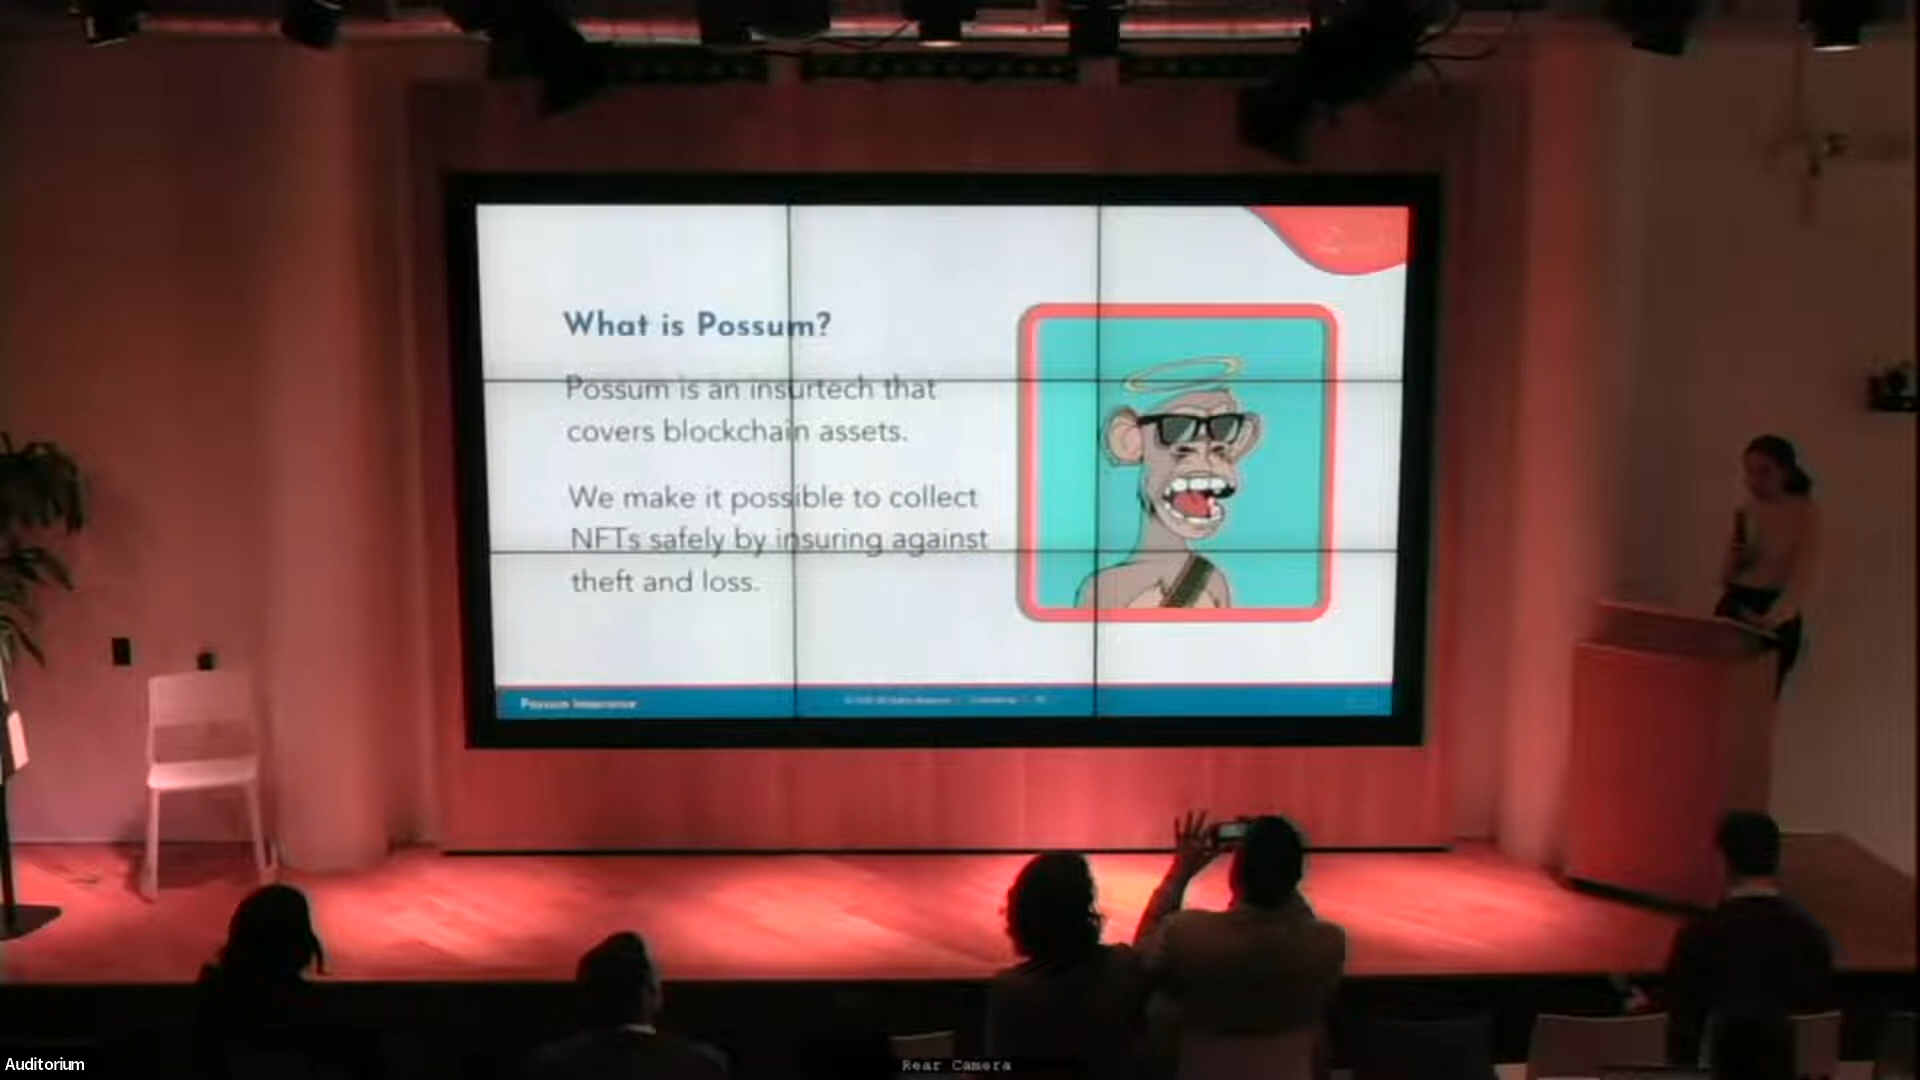 What is Possum?
Possum is an insurtech that
covers blockchain assets.
We make it possible to collect
NFTs safely by insuring against
theft and loss.
Possum Insurance
Auditorium
Rear Camera